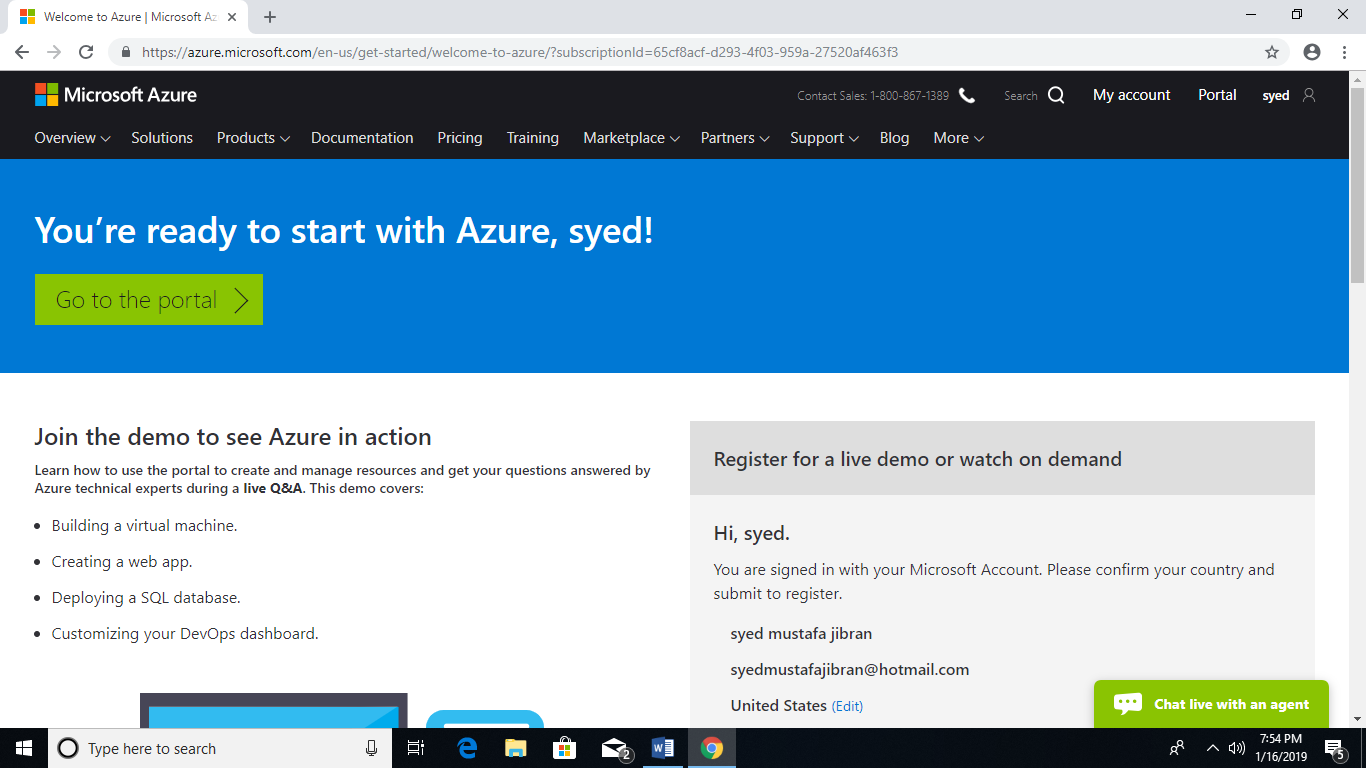 Welcome to Azure | Microsoft Az
https://azure.microsoft.com/en-us/get-started/welcome-to-azure/?subscriptionId=65cf8acf-d293-4f03-959a-27520af463f3
Microsoft Azure
Contact Sales: 1-800-867-1389
Search
My account
Portal
syed
Overview
Solutions
Products
Documentation
Pricing
Training
Marketplace
Partners
Support
Blog
More
You’re ready to start with Azure, syed!
Go to the portal
Join the demo to see Azure in action
Learn how to use the portal to create and manage resources and get your questions answered by
Azure technical experts during a live Q&A. This demo covers:
Building a virtual machine.
Creating a web app.
Deploying a SQL database.
Customizing your DevOps dashboard.
Register for a live demo or watch on demand
Hi, syed.
You are signed in with your Microsoft Account. Please confirm your country and
submit to register.
syed mustafa jibran
syedmustafajibran@hotmail.com
United States (Edit)
Chat live with an agent
Type here to search
2
7:54 PM
1/16/2019
5